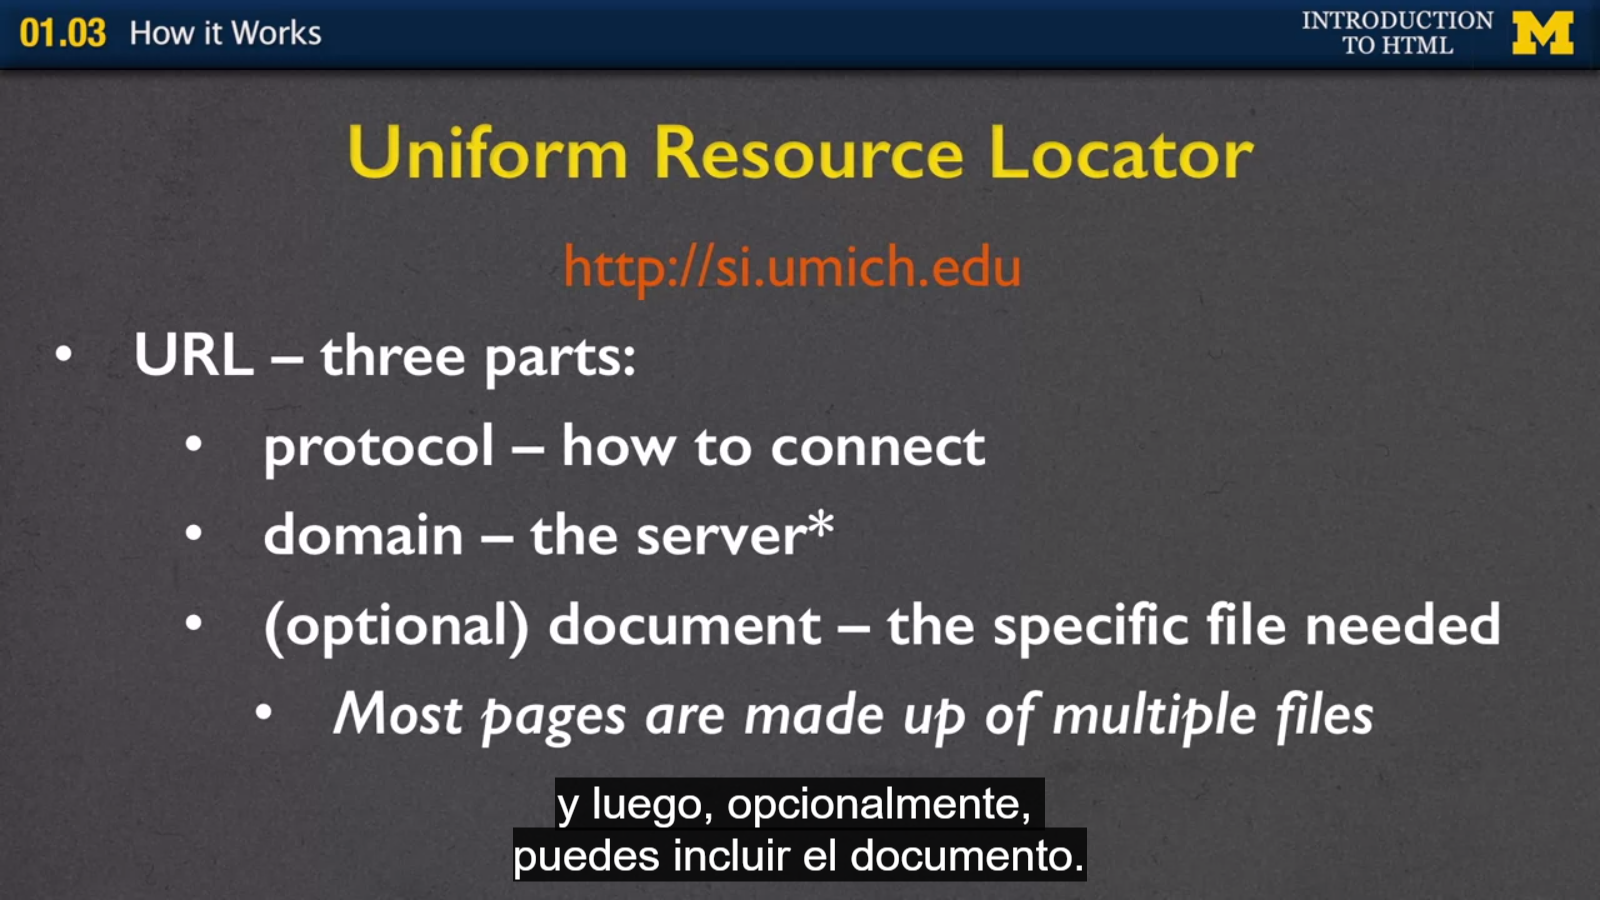 01.03 How it Works
INTRODUCTION
TO HTML
M
Uniform Resource Locator
http://si.umich.edu
• URL – three parts:
• protocol – how to connect
• domain – the server*
• (optional) document – the specific file needed
• Most pages are made up of multiple files
y luego, opcionalmente,
puedes incluir el documento.